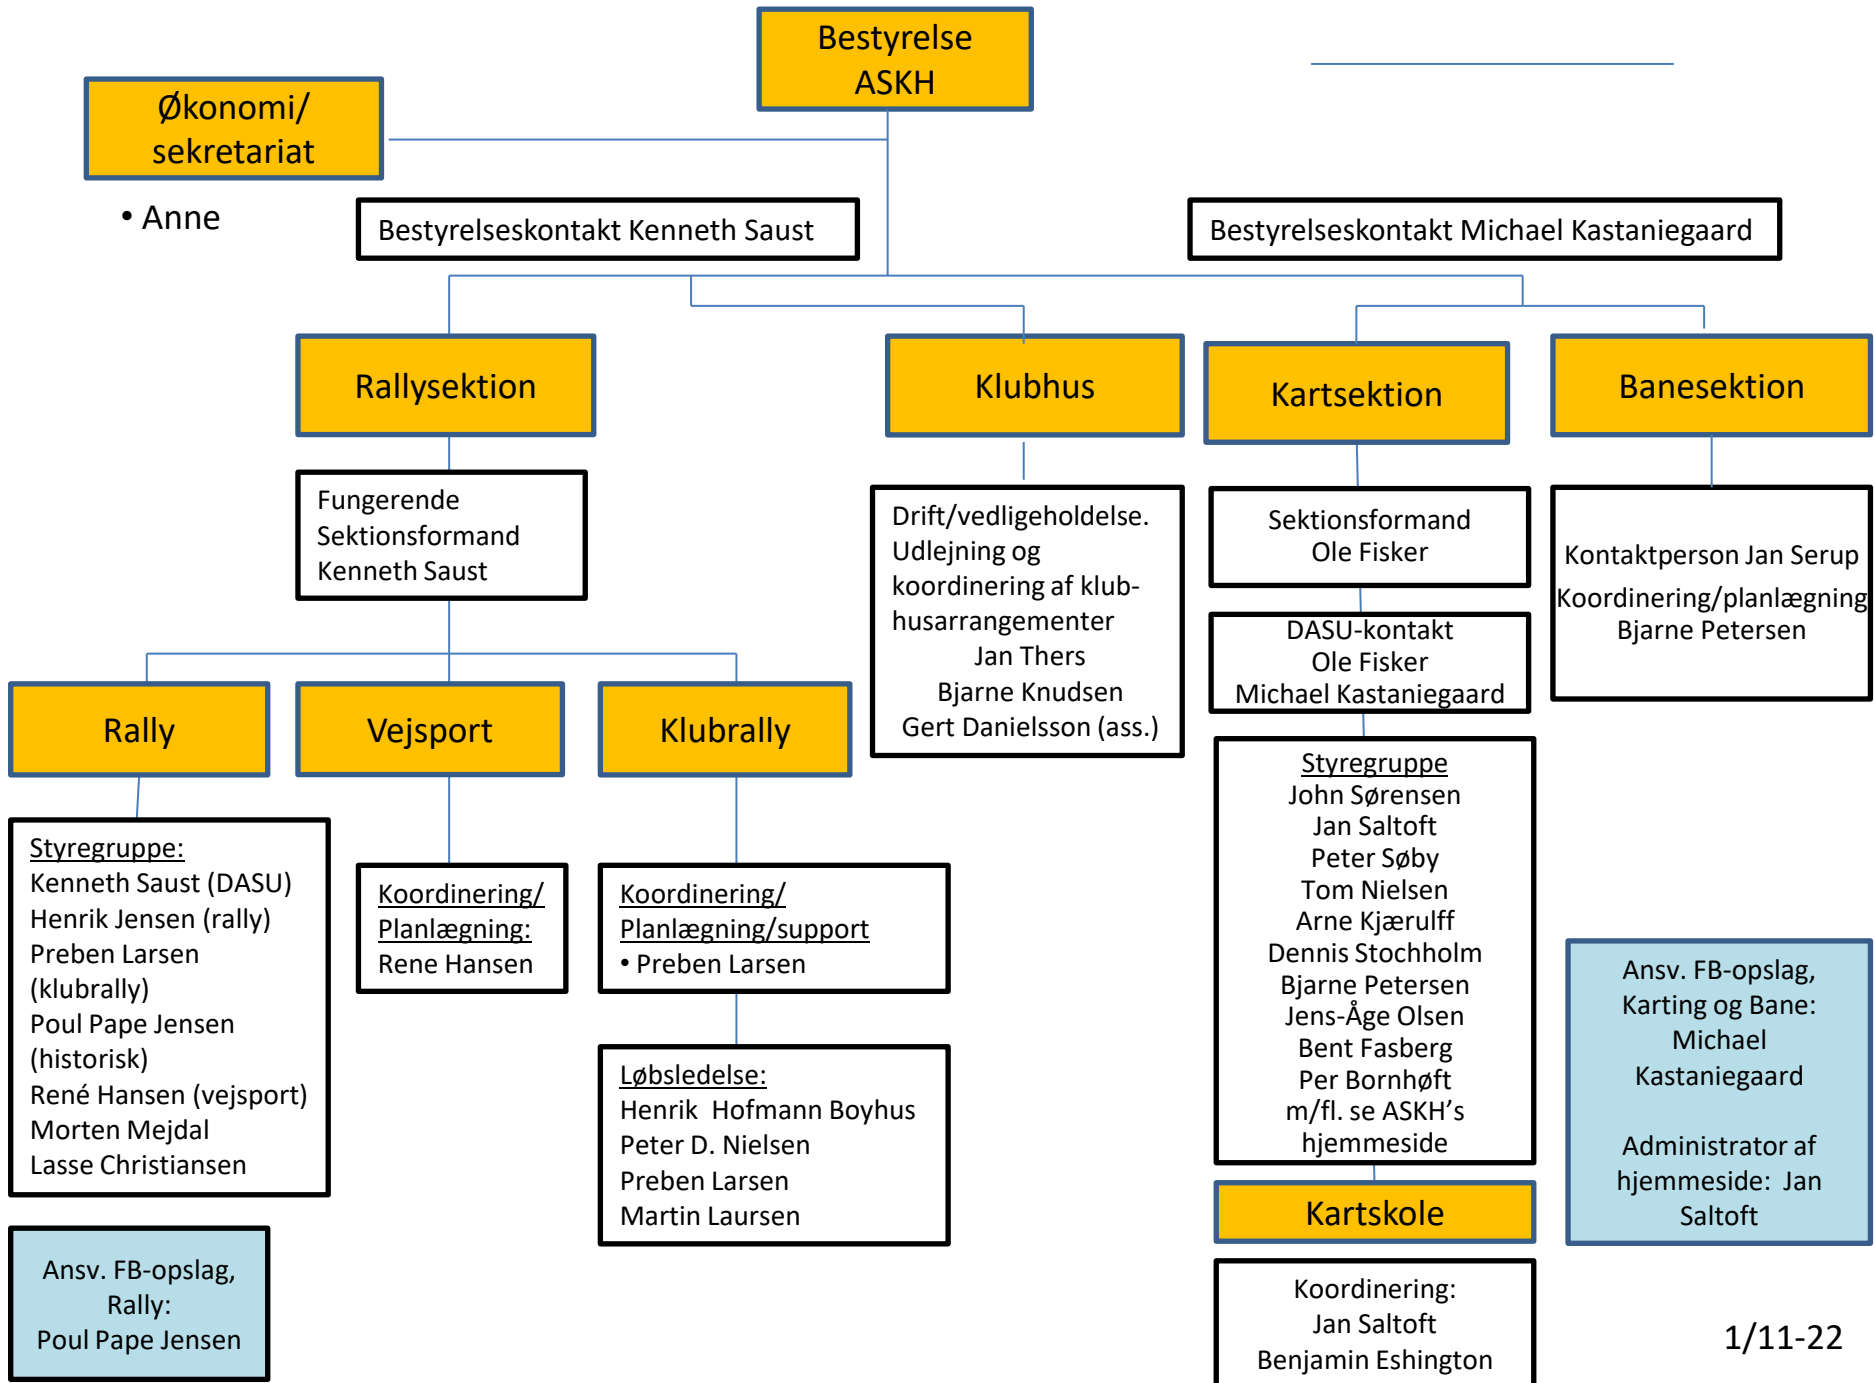 Bestyrelse
ASKH
Økonomi/
sekretariat
• Anne
Bestyrelseskontakt Kenneth Saust
Bestyrelseskontakt Michael Kastaniegaard
Rallysektion
Klubhus
Kartsektion
Banesektion
Fungerende
Sektionsformand
Kenneth Saust
Drift/vedligeholdelse.
Udlejning og
koordinering af klub-
husarrangementer
Jan Thers
Bjarne Knudsen
Gert Danielsson (ass.)
Sektionsformand
Ole Fisker
Kontaktperson Jan Serup
Koordinering/planlægning
Bjarne Petersen
DASU-kontakt
Ole Fisker
Michael Kastaniegaard
Rally
Vejsport
Klubrally
Styregruppe:
Kenneth Saust (DASU)
Henrik Jensen (rally)
Preben Larsen
(klubrally)
Poul Pape Jensen
(historisk)
René Hansen (vejsport)
Morten Mejdal
Lasse Christiansen
Koordinering/
Planlægning:
Rene Hansen
Koordinering/
Planlægning/support
• Preben Larsen
Løbsledelse:
Henrik  Hofmann Boyhus
Peter D. Nielsen
Preben Larsen
Martin Laursen
Styregruppe
John Sørensen
Jan Saltoft
Peter Søby
Tom Nielsen
Arne Kjærulff
Dennis Stochholm
Bjarne Petersen
Jens-Åge Olsen
Bent Fasberg
Per Bornhøft
m/fl. se ASKH’s
hjemmeside
Ansv. FB-opslag,
Karting og Bane:
Michael
Kastaniegaard
Administrator af
hjemmeside:  Jan
Saltoft
Kartskole
Koordinering:
Jan Saltoft
Benjamin Eshington
Ansv. FB-opslag,
Rally:
Poul Pape Jensen
1/11-22